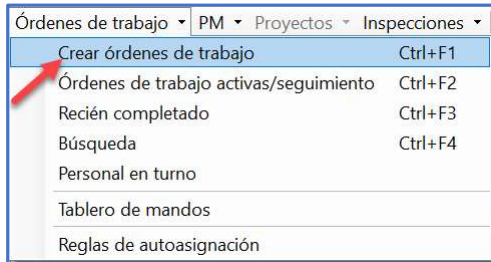 Órdenes de trabajo PM Proyectos Inspecciones
Crear órdenes de trabajo Ctrl+F1
Órdenes de trabajo activas/seguimiento Ctrl+F2
Recién completado Ctrl+F3
Búsqueda Ctrl+F4
Personal en turno
Tablero de mandos
Reglas de autoasignación